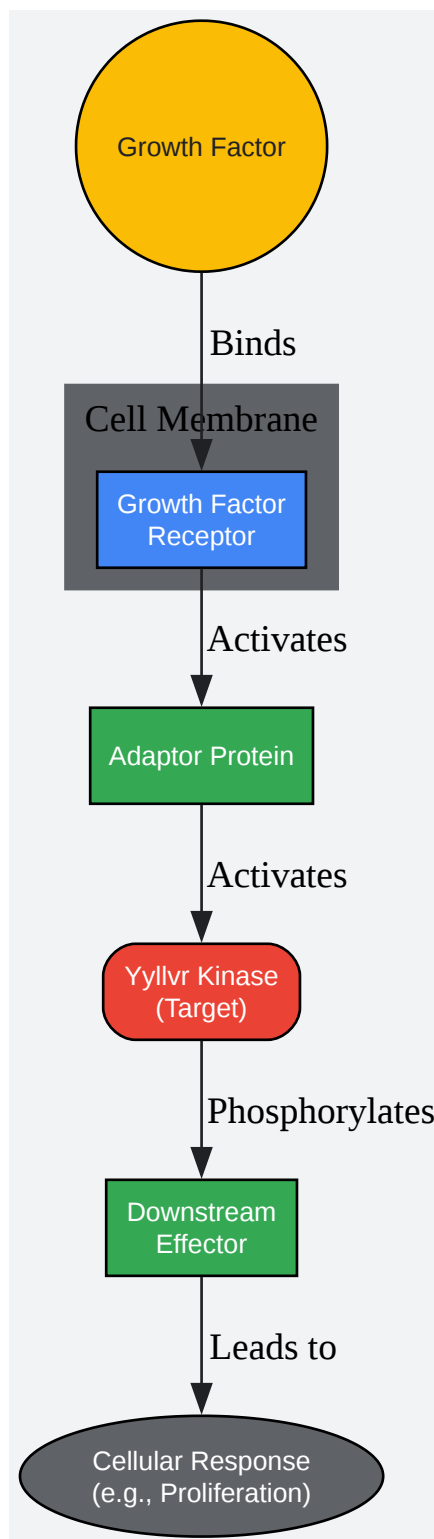 Growth Factor
Binds
Cell Membrane
Growth Factor
Receptor
Activates
Adaptor Protein
Activates
Yyllvr Kinase
(Target)
Phosphorylates
Downstream
Effector
Leads to
Cellular Response
(e.g., Proliferation)